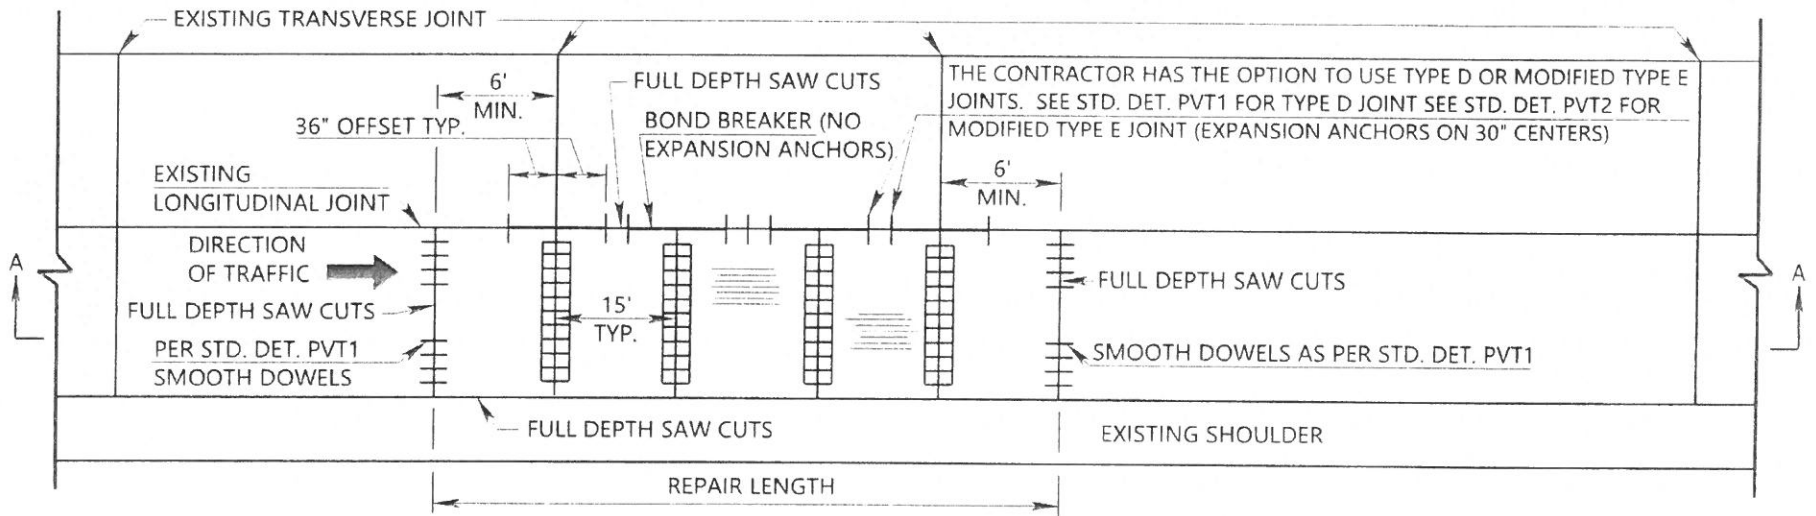 EXISTING TRANSVERSE JOINT
6'
MIN.
36" OFFSET TYP.
FULL DEPTH SAW CUTS
BOND BREAKER (NO
EXPANSION ANCHORS)
THE CONTRACTOR HAS THE OPTION TO USE TYPE D OR MODIFIED TYPE E
JOINTS. SEE STD. DET. PVT1 FOR TYPE D JOINT SEE STD. DET. PVT2 FOR
MODIFIED TYPE E JOINT (EXPANSION ANCHORS ON 30" CENTERS)
6'
MIN.
EXISTING
LONGITUDINAL JOINT
DIRECTION
OF TRAFFIC
A
A
FULL DEPTH SAW CUTS
FULL DEPTH SAW CUTS
15'
TYP.
PER STD. DET. PVT1
SMOOTH DOWELS
SMOOTH DOWELS AS PER STD. DET. PVT1
FULL DEPTH SAW CUTS
EXISTING SHOULDER
REPAIR LENGTH